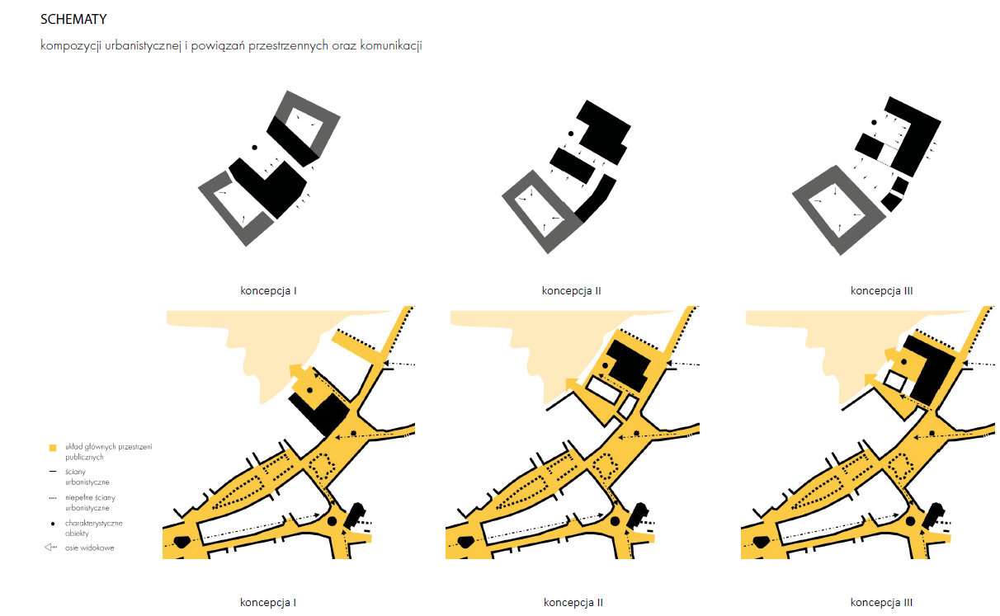 SCHEMATY
kompozycji urbanistycznej i powiązań przestrzennych oraz komunikacji
koncepcja I
koncepcja II
koncepcja III
układ głównych przestrzeni
publicznych
ściany
urbanistyczne
niepełne ściany
urbanistyczne
charakterystyczne
obiekty
osie widokowe
koncepcja I
koncepcja II
koncepcja III